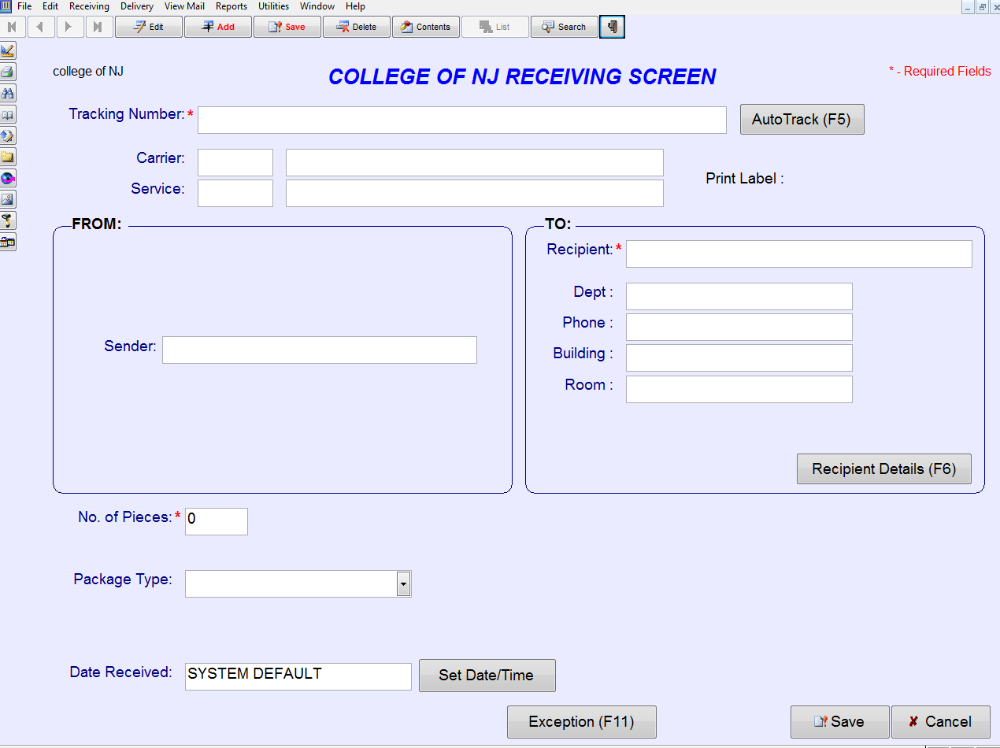 File Edit Receiving Delivery View Mail Reports Utilities Window Help
Edit Add Save Delete Contents List Search
college of NJ
COLLEGE OF NJ RECEIVING SCREEN
* - Required Fields
Tracking Number:*
AutoTrack (F5)
Carrier:
Service:
Print Label :
FROM:
Sender:
TO:
Recipient:*
Dept :
Phone :
Building :
Room :
Recipient Details (F6)
No. of Pieces:* 0
Package Type:
Date Received: SYSTEM DEFAULT Set Date/Time
Exception (F11) Save Cancel